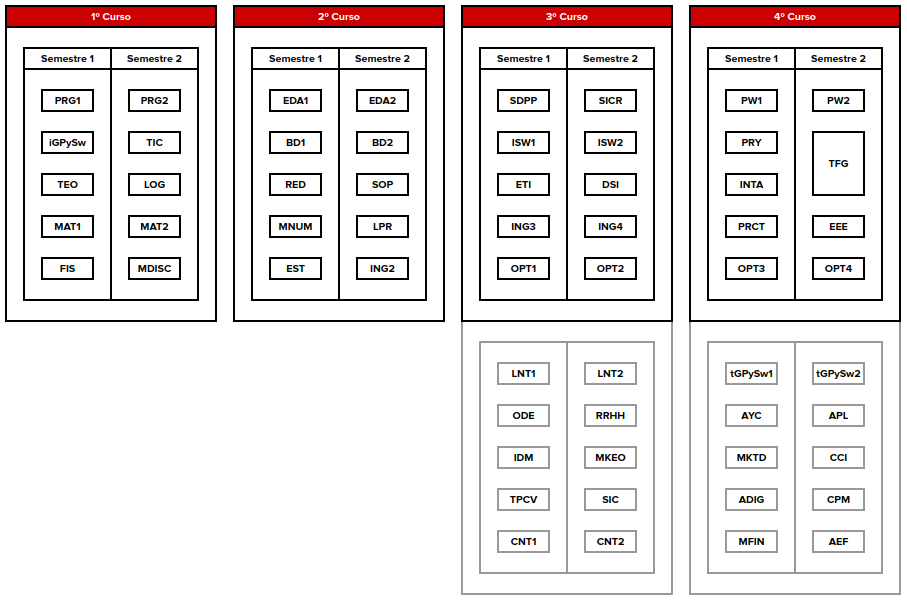 1º Curso
2º Curso
3º Curso
4º Curso
Semestre 1 Semestre 2
Semestre 1 Semestre 2
Semestre 1 Semestre 2
Semestre 1 Semestre 2
PRG1 PRG2
EDA1 EDA2
SDPP SICR
PW1 PW2
iGPySw TIC
BD1 BD2
ISW1 ISW2
PRY TFG
TEO LOG
RED SOP
ETI DSI
INTA
MAT1 MAT2
MNUM LPR
ING3 ING4
PRCT EEE
FIS MDISC
EST ING2
OPT1 OPT2
OPT3 OPT4
LNT1 LNT2
tGPySw1 tGPySw2
ODE RRHH
AYC APL
IDM MKEO
MKTD CCI
TPCV SIC
ADIG CPM
CNT1 CNT2
MFIN AEF